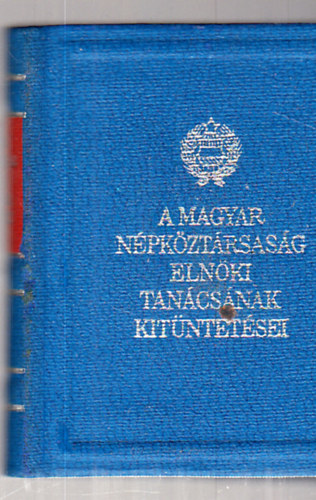 A MAGYAR
NÉPKÖZTÁRSASÁG
ELNÖKI
TANÁCSÁNAK
KITÜNTETÉSEI